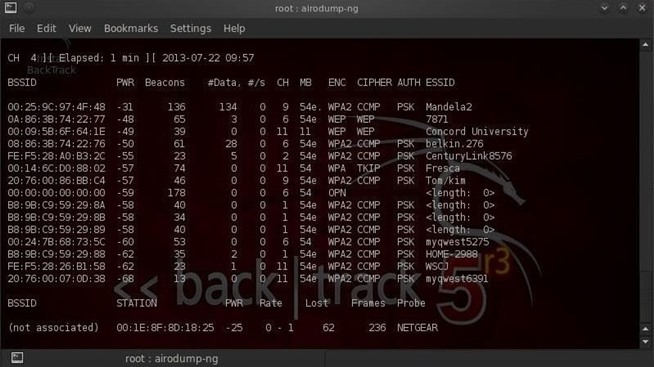 root : airodump-ng
File Edit View Bookmarks Settings Help
CH 4 ][ Elapsed: 1 min ][ 2013-07-22 09:57
BackTrack
BSSID PWR Beacons #Data, #/s CH MB ENC CIPHER AUTH ESSID
00:25:9C:97:4F:48 -31 136 134 0 9 54e. WPA2 CCMP PSK Mandela2
0A:86:3B:74:22:77 -48 65 3 0 6 54e WEP WEP 7871
00:09:5B:6F:64:1E -49 39 0 0 11 11 WEP WEP Concord University
08:86:3B:74:22:76 -50 61 28 0 6 54e WPA2 CCMP PSK belkin.276
FE:F5:28:A0:B3:2C -55 23 5 0 2 54e WPA2 CCMP PSK CenturyLink8576
00:14:6C:D0:88:02 -57 74 0 0 11 54 WPA TKIP PSK Fresca
20:76:00:86:BB:C4 -57 46 0 0 9 54e WPA2 CCMP PSK Tom/kim
00:00:00:00:00:00 -59 178 0 0 6 54 OPN <length: 0>
B8:9B:C9:59:29:8A -58 40 0 0 1 54e WPA2 CCMP PSK <length: 0>
B8:9B:C9:59:29:8B -58 34 0 0 1 54e WPA2 CCMP PSK <length: 0>
B8:9B:C9:59:29:89 -58 40 0 0 1 54e WPA2 CCMP PSK <length: 0>
00:24:7B:68:73:5C -60 53 0 0 6 54 WPA2 CCMP PSK myqwest5275
B8:9B:C9:59:29:88 -62 35 2 0 1 54e WPA2 CCMP PSK HOME-2988
FE:F5:28:26:B1:58 -62 23 1 0 11 54e WPA2 CCMP PSK WSCJ
20:76:00:07:0D:38 -68 13 0 0 11 54e WPA2 CCMP PSK myqwest6391
<< back | track 5 r3
BSSID STATION PWR Rate Lost Frames Probe
(not associated) 00:1E:8F:8D:18:25 -25 0 - 1 62 236 NETGEAR
root : airodump-ng